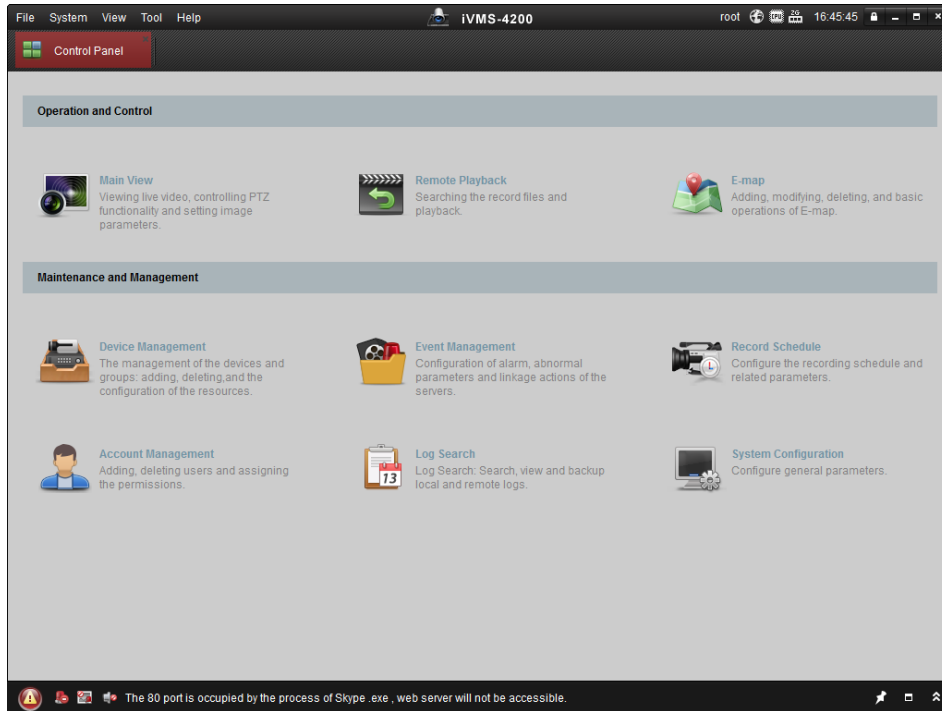 File System View Tool Help iVMS-4200 root 16:45:45
Control Panel
Operation and Control
Main View
Viewing live video, controlling PTZ
functionality and setting image
parameters.
Remote Playback
Searching the record files and
playback.
E-map
Adding, modifying, deleting, and basic
operations of E-map.
Maintenance and Management
Device Management
The management of the devices and
groups: adding, deleting,and the
configuration of the resources.
Event Management
Configuration of alarm, abnormal
parameters and linkage actions of the
servers.
Record Schedule
Configure the recording schedule and
related parameters.
Account Management
Adding, deleting users and assigning
the permissions.
13
Log Search
Log Search: Search, view and backup
local and remote logs.
System Configuration
Configure general parameters.
The 80 port is occupied by the process of Skype .exe , web server will not be accessible.